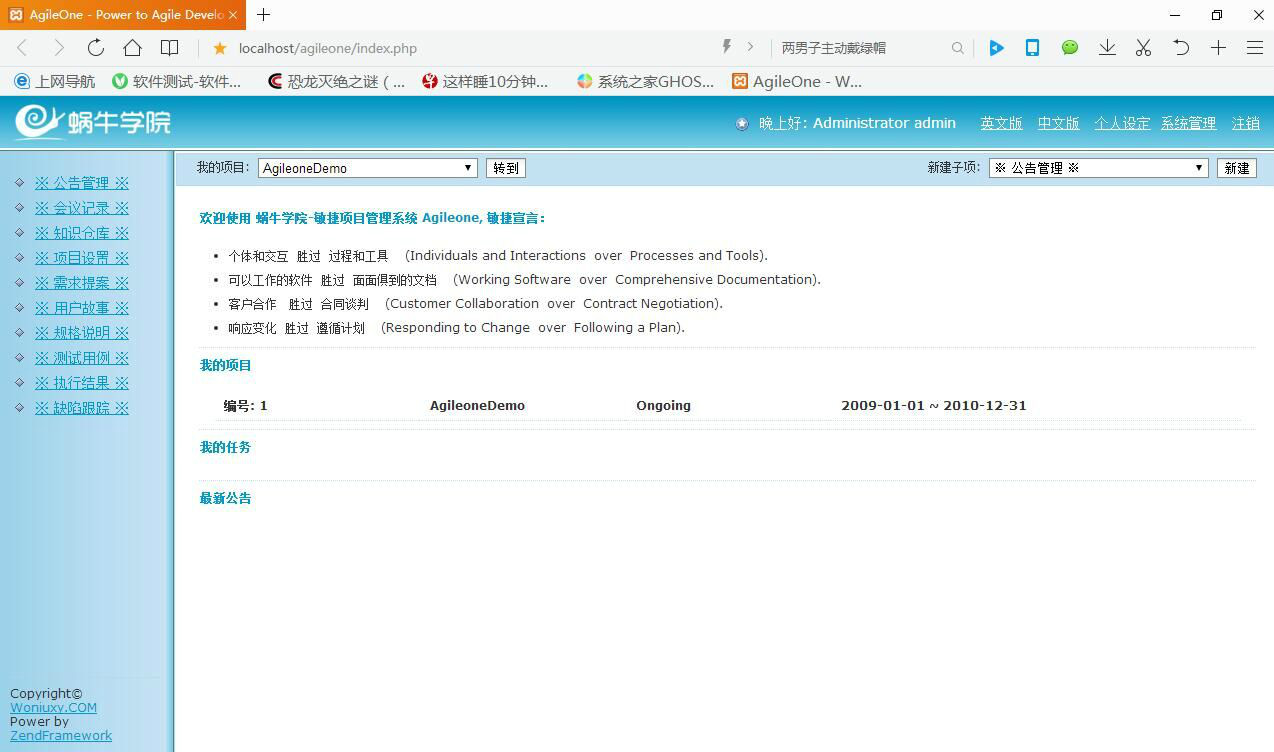 AgileOne - Power to Agile Develo
localhost/agileone/index.php
两男子主动戴绿帽
上网导航 软件测试-软件... 恐龙灭绝之谜 ( ... 这样睡10分钟... 系统之家GHOS... AgileOne - W...
蜗牛学院
晚上好: Administrator admin 英文版 中文版 个人设定 系统管理 注销
我的项目: AgileoneDemo 转到 新建子项: ※ 公告管理 ※ 新建
※ 公告管理 ※
※ 会议记录 ※
※ 知识仓库 ※
※ 项目设置 ※
※ 需求提案 ※
※ 用户故事 ※
※ 规格说明 ※
※ 测试用例 ※
※ 执行结果 ※
※ 缺陷跟踪 ※
欢迎使用 蜗牛学院-敏捷项目管理系统 Agileone, 敏捷宣言:
• 个体和交互 胜过 过程和工具 (Individuals and Interactions over Processes and Tools).
• 可以工作的软件 胜过 面面俱到的文档 (Working Software over Comprehensive Documentation).
• 客户合作 胜过 合同谈判 (Customer Collaboration over Contract Negotiation).
• 响应变化 胜过 遵循计划 (Responding to Change over Following a Plan).
我的项目
编号: 1 AgileoneDemo Ongoing 2009-01-01 ~ 2010-12-31
我的任务
最新公告
Copyright©
Woniuxy.COM
Power by
ZendFramework